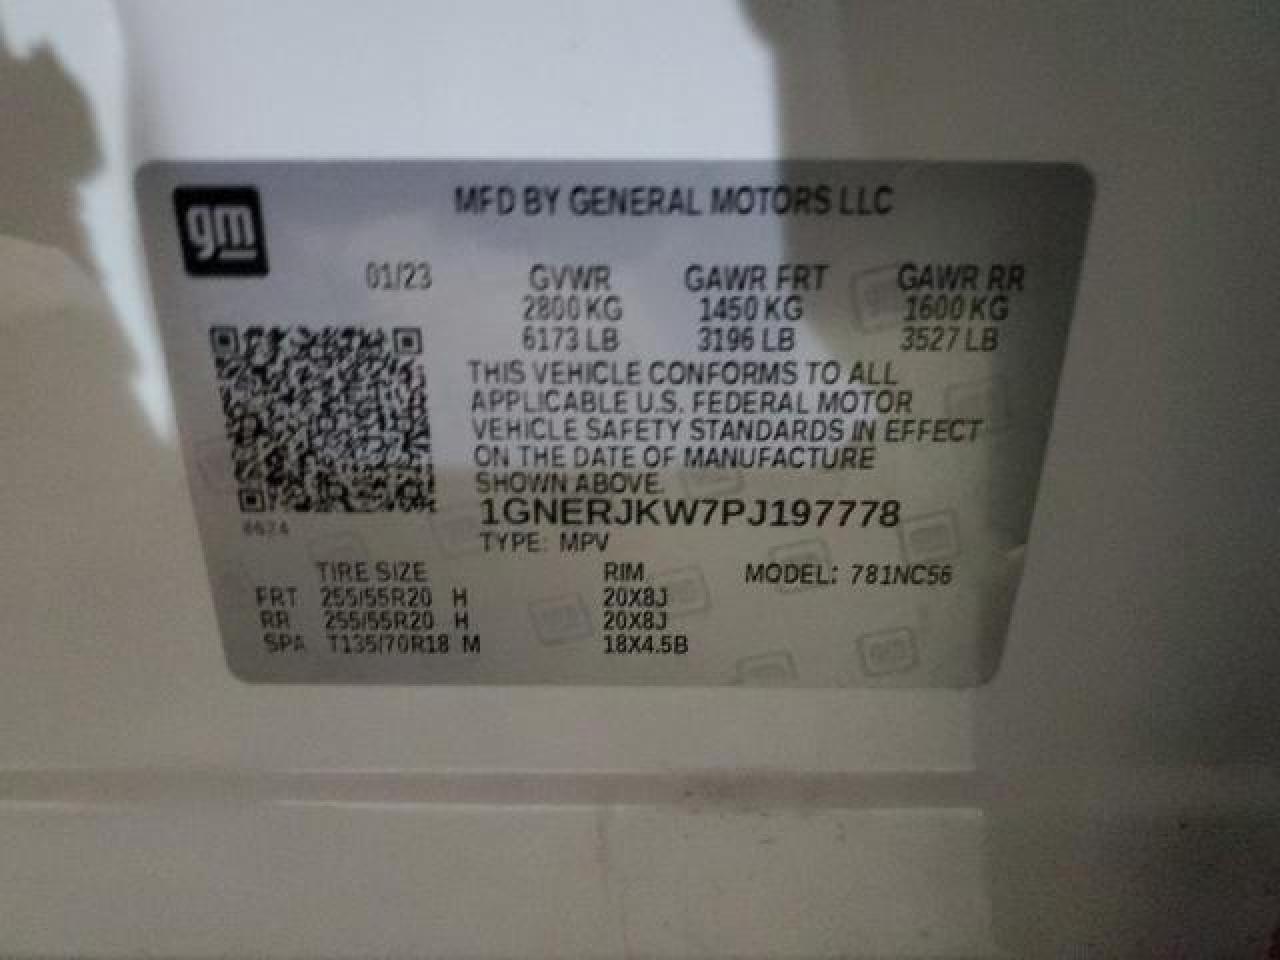 gm
MFD BY GENERAL MOTORS LLC
01/23 GVWR GAWR FRT GAWR RR
2800 KG 1450 KG 1600 KG
6173 LB 3196 LB 3527 LB
THIS VEHICLE CONFORMS TO ALL
APPLICABLE U.S. FEDERAL MOTOR
VEHICLE SAFETY STANDARDS IN EFFECT
ON THE DATE OF MANUFACTURE
SHOWN ABOVE.
1GNERJKW7PJ197778
TYPE: MPV
TIRE SIZE RIM MODEL: 781NC56
FRT 255/55R20 H 20X8J
RR 255/55R20 H 20X8J
SPA T135/70R18 M 18X4.5B